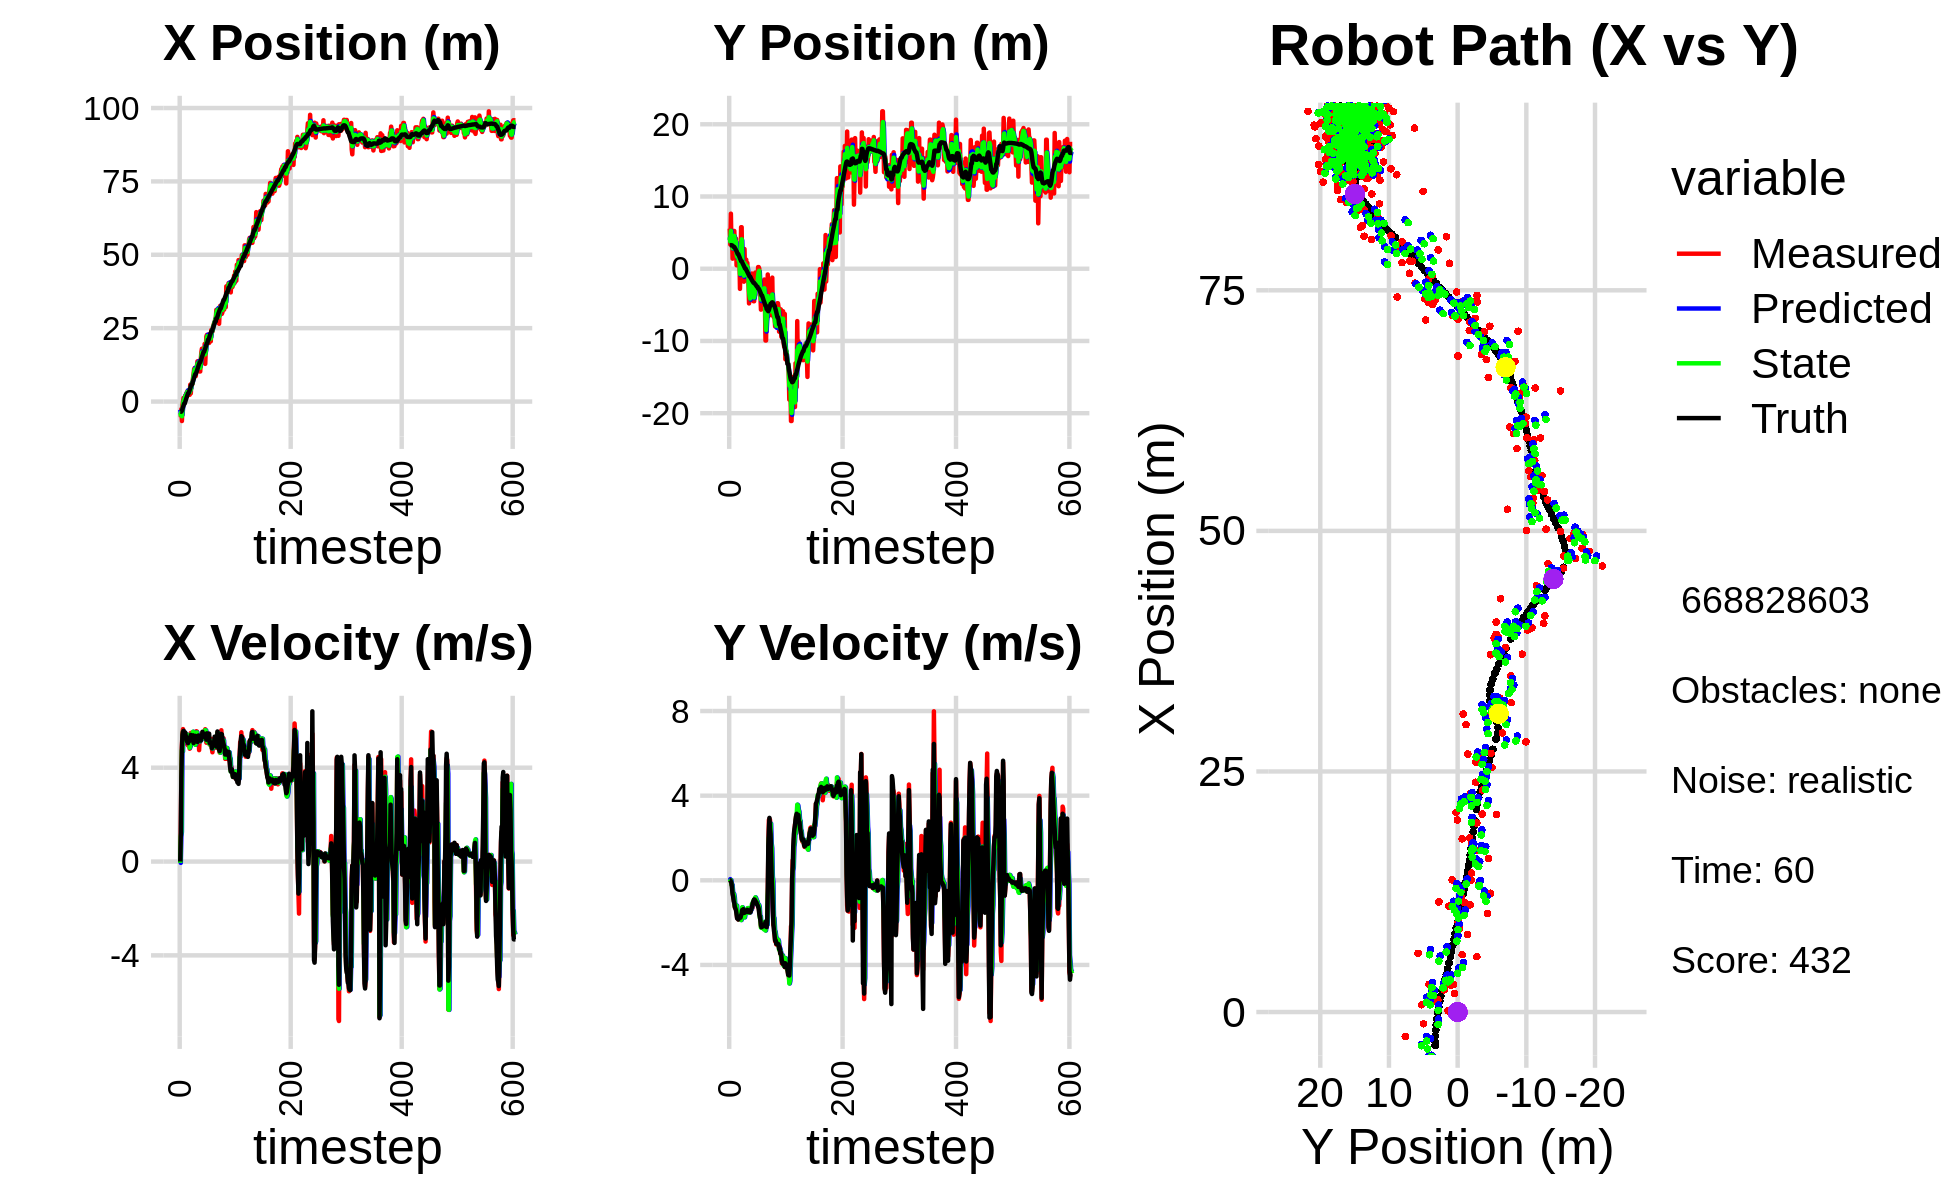 X Position (m)
100
75
50
25
0
0
200
400
600
timestep
Y Position (m)
20
10
0
-10
-20
0
200
400
600
timestep
X Velocity (m/s)
4
0
-4
0
200
400
600
timestep
Y Velocity (m/s)
8
4
0
-4
0
200
400
600
timestep
Robot Path (X vs Y)
X Position (m)
75
50
25
0
20 10 0 -10 -20
Y Position (m)
variable
Measured
Predicted
State
Truth
668828603
Obstacles: none
Noise: realistic
Time: 60
Score: 432